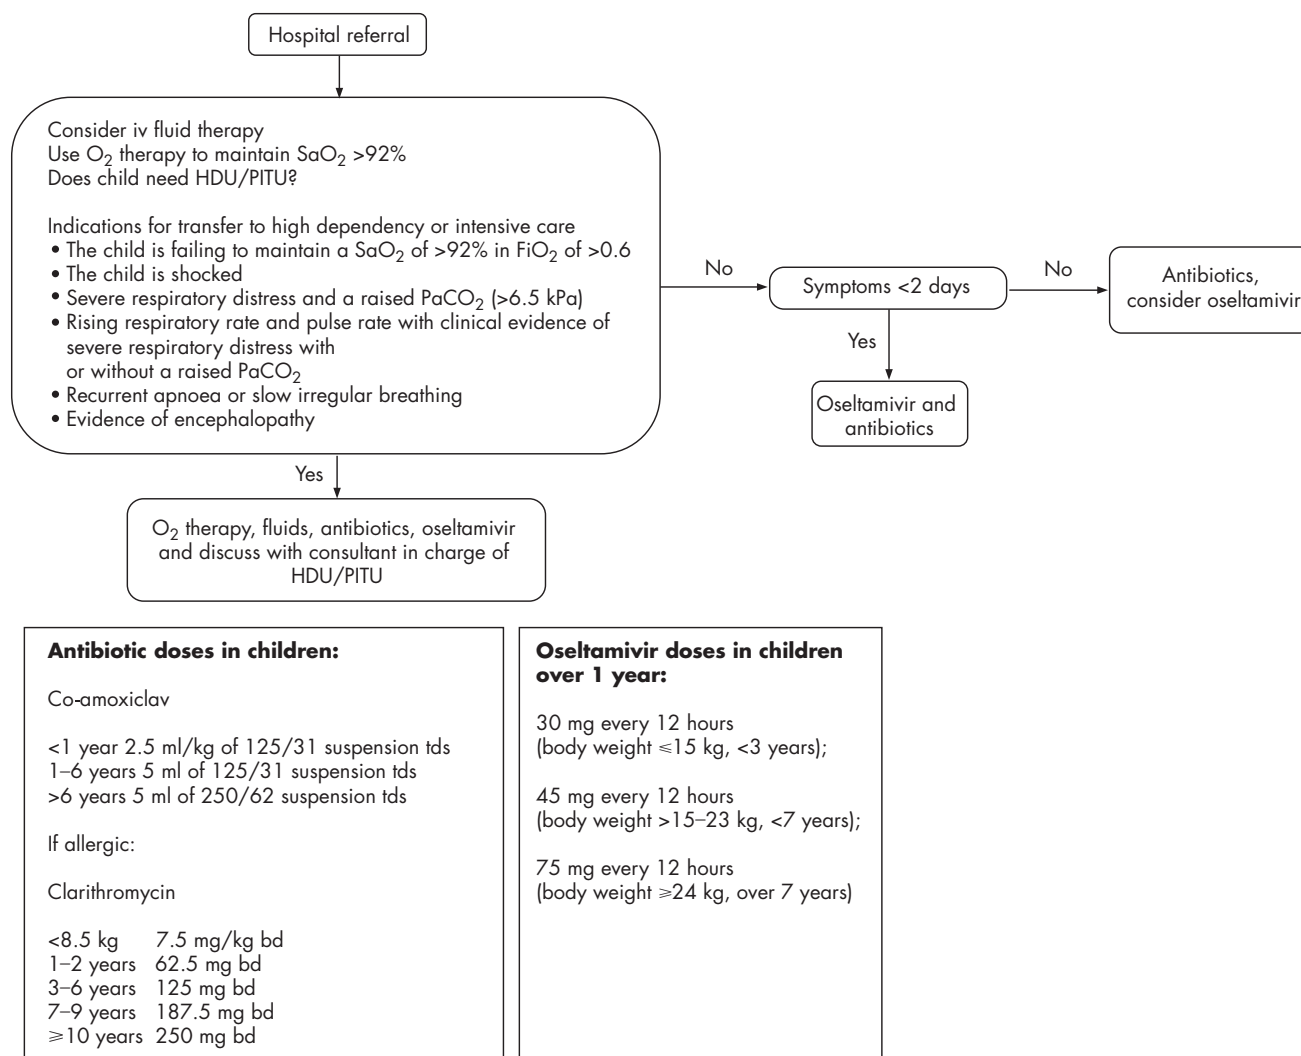 Hospital referral
Consider iv fluid therapy
Use O₂ therapy to maintain SaO₂ >92%
Does child need HDU/PITU?
Indications for transfer to high dependency or intensive care
• The child is failing to maintain a SaO₂ of >92% in FiO₂ of >0.6
• The child is shocked
• Severe respiratory distress and a raised PaCO₂ (>6.5 kPa)
• Rising respiratory rate and pulse rate with clinical evidence of
severe respiratory distress with
or without a raised PaCO₂
• Recurrent apnoea or slow irregular breathing
• Evidence of encephalopathy
No
Symptoms <2 days
No
Antibiotics,
consider oseltamivir
Yes
Oseltamivir and
antibiotics
Yes
O₂ therapy, fluids, antibiotics, oseltamivir
and discuss with consultant in charge of
HDU/PITU
Antibiotic doses in children:
Co-amoxiclav
<1 year 2.5 ml/kg of 125/31 suspension tds
1–6 years 5 ml of 125/31 suspension tds
>6 years 5 ml of 250/62 suspension tds
If allergic:
Clarithromycin
<8.5 kg 7.5 mg/kg bd
1–2 years 62.5 mg bd
3–6 years 125 mg bd
7–9 years 187.5 mg bd
⩾10 years 250 mg bd
Oseltamivir doses in children
over 1 year:
30 mg every 12 hours
(body weight ⩽15 kg, <3 years);
45 mg every 12 hours
(body weight >15–23 kg, <7 years);
75 mg every 12 hours
(body weight ⩾24 kg, over 7 years)